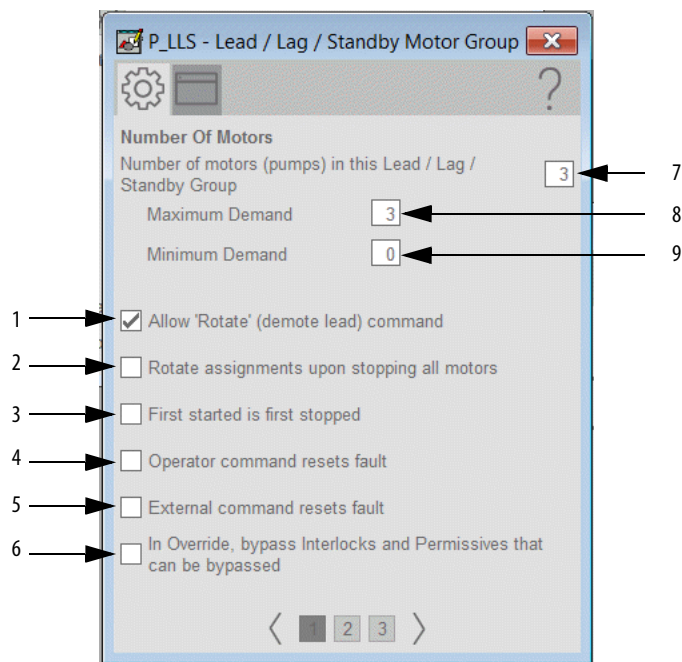 P_LLS - Lead / Lag / Standby Motor Group
?
Number Of Motors
Number of motors (pumps) in this Lead / Lag /
Standby Group
3
7
Maximum Demand
3
8
Minimum Demand
0
9
1
Allow 'Rotate' (demote lead) command
2
Rotate assignments upon stopping all motors
3
First started is first stopped
4
Operator command resets fault
5
External command resets fault
6
In Override, bypass Interlocks and Permissives that
can be bypassed
1 2 3